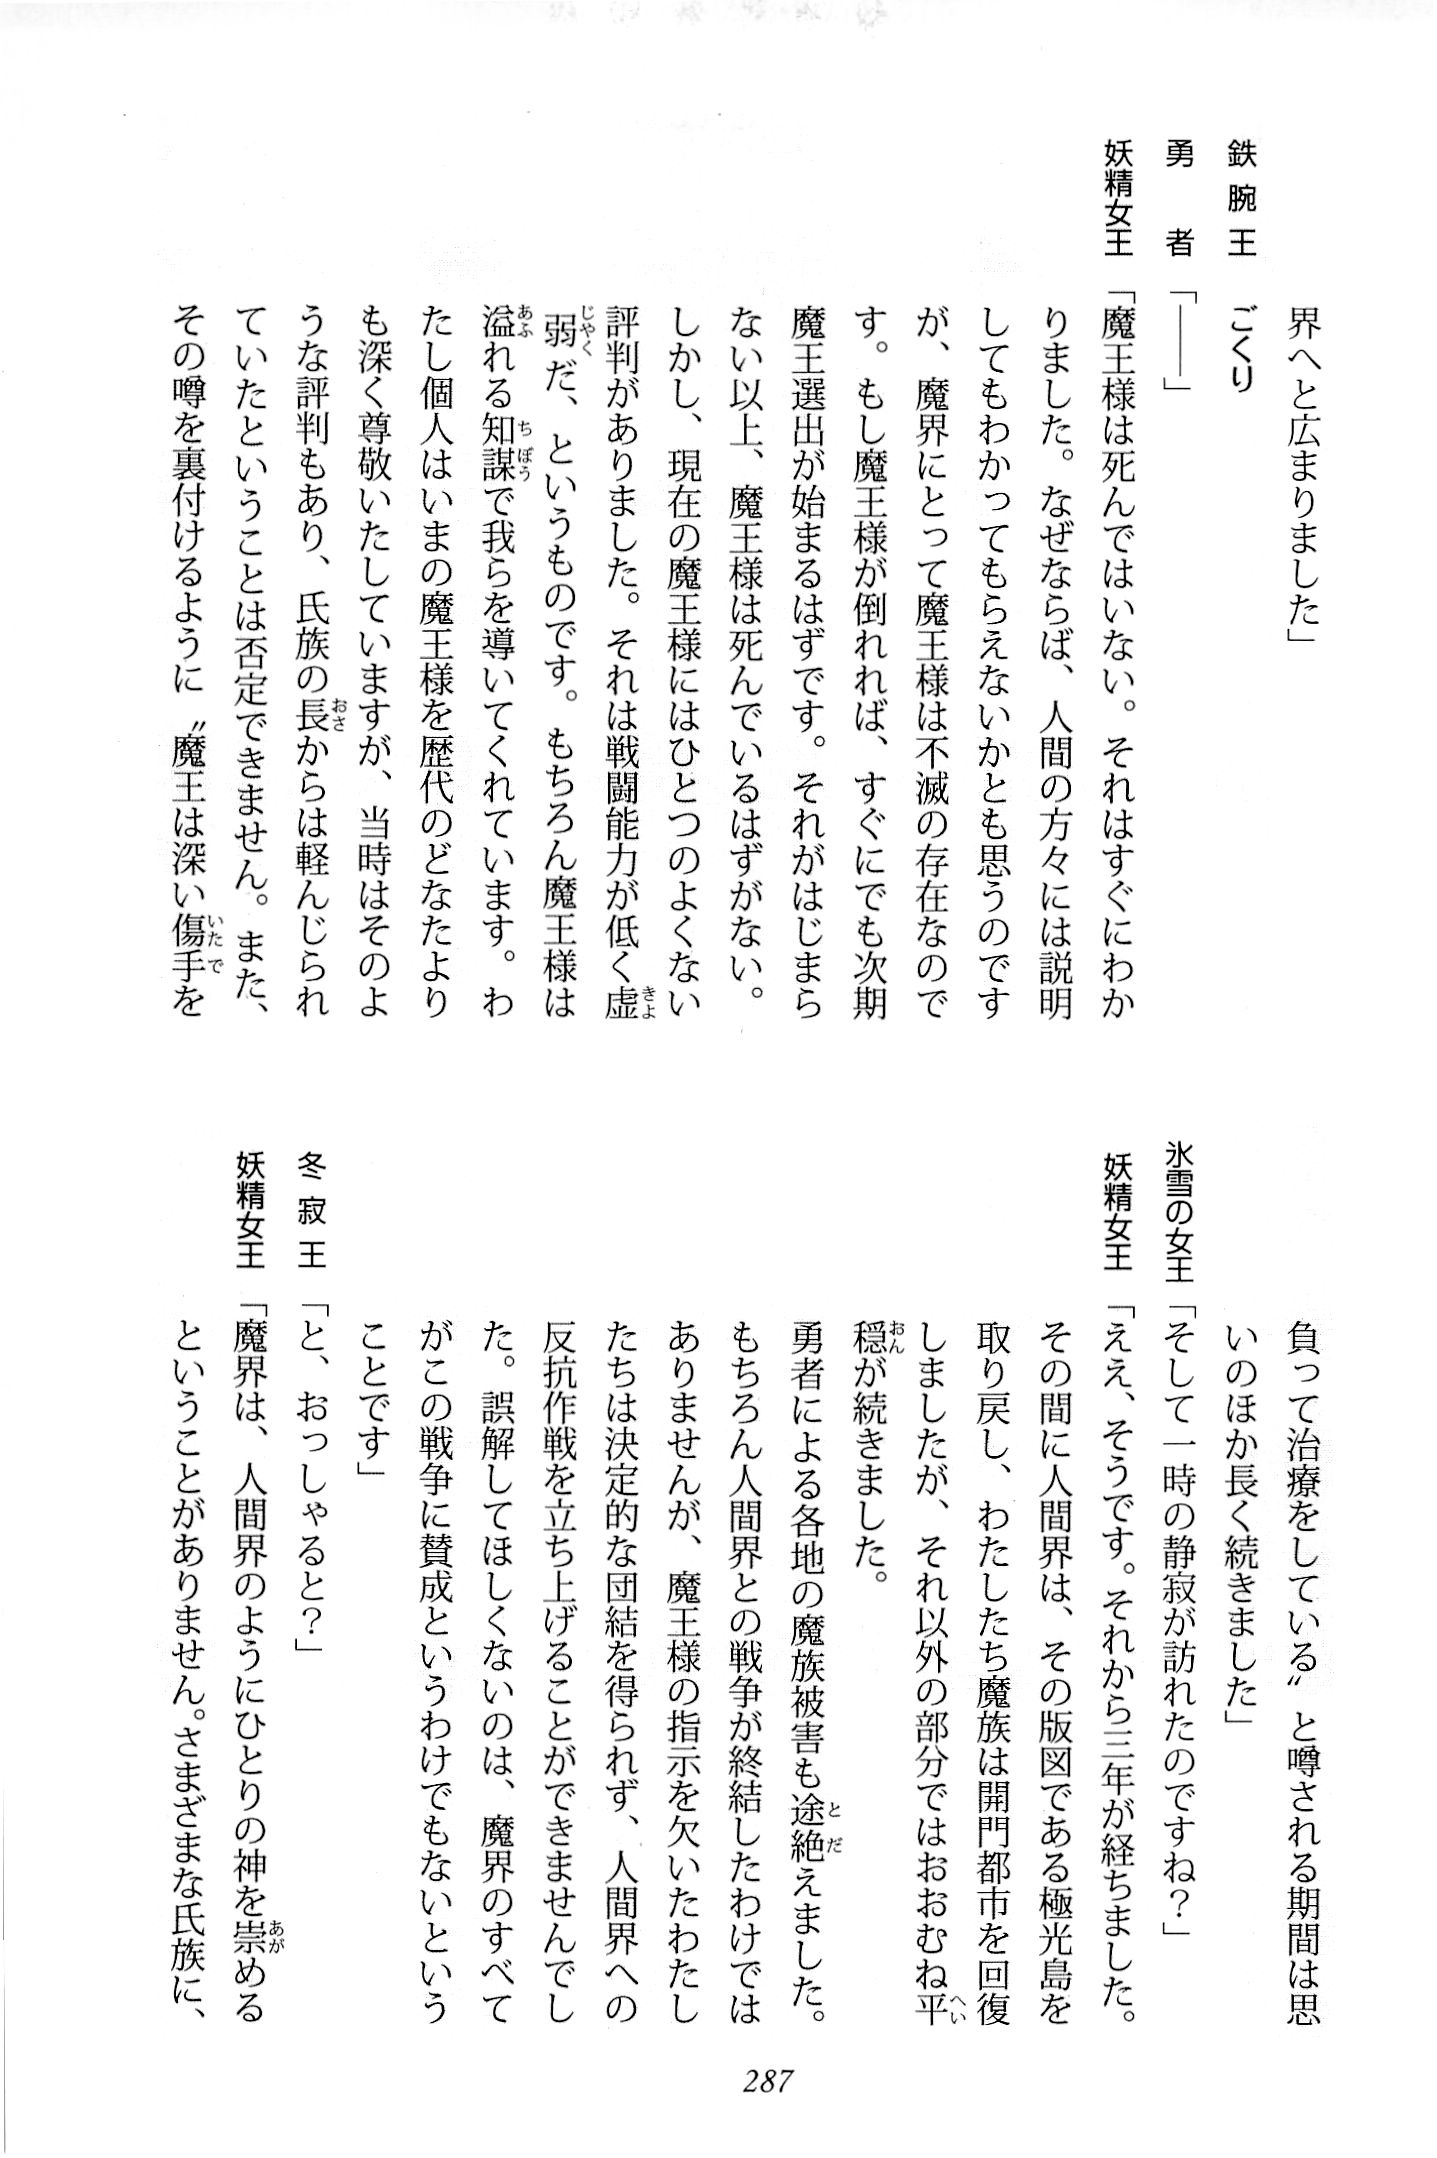 界へと広まりました」
鉄腕王　ごくり
勇者「――」
妖精女王「魔王様は死んではいない。それはすぐにわか
りました。なぜならば、人間の方々には説明
してもわかってもらえないかとも思うのです
が、魔界にとって魔王様は不滅の存在なので
す。もし魔王様が倒れれば、すぐにでも次期
魔王選出が始まるはずです。それがはじまら
ない以上、魔王様は死んでいるはずがない。
しかし、現在の魔王様にはひとつのよくない
評判がありました。それは戦闘能力が低く虚
弱だ、というものです。もちろん魔王様は
溢れる知謀で我らを導いてくれています。わ
たし個人はいまの魔王様を歴代のどなたより
も深く尊敬いたしていますが、当時はそのよ
うな評判もあり、氏族の長からは軽んじられ
ていたということは否定できません。また、
その噂を裏付けるように〝魔王は深い傷手を
負って治療をしている〟と噂される期間は思
いのほか長く続きました」
氷雪の女王「そして一時の静寂が訪れたのですね？」
妖精女王「ええ、そうです。それから三年が経ちました。
その間に人間界は、その版図である極光島を
取り戻し、わたしたち魔族は開門都市を回復
しましたが、それ以外の部分ではおおむね平
穏が続きました。
勇者による各地の魔族被害も途絶えました。
もちろん人間界との戦争が終結したわけでは
ありませんが、魔王様の指示を欠いたわたし
たちは決定的な団結を得られず、人間界への
反抗作戦を立ち上げることができませんでし
た。誤解してほしくないのは、魔界のすべて
がこの戦争に賛成というわけでもないという
ことです」
冬寂王「と、おっしゃると？」
妖精女王「魔界は、人間界のようにひとりの神を崇める
ということがありません。さまざまな氏族に、
287